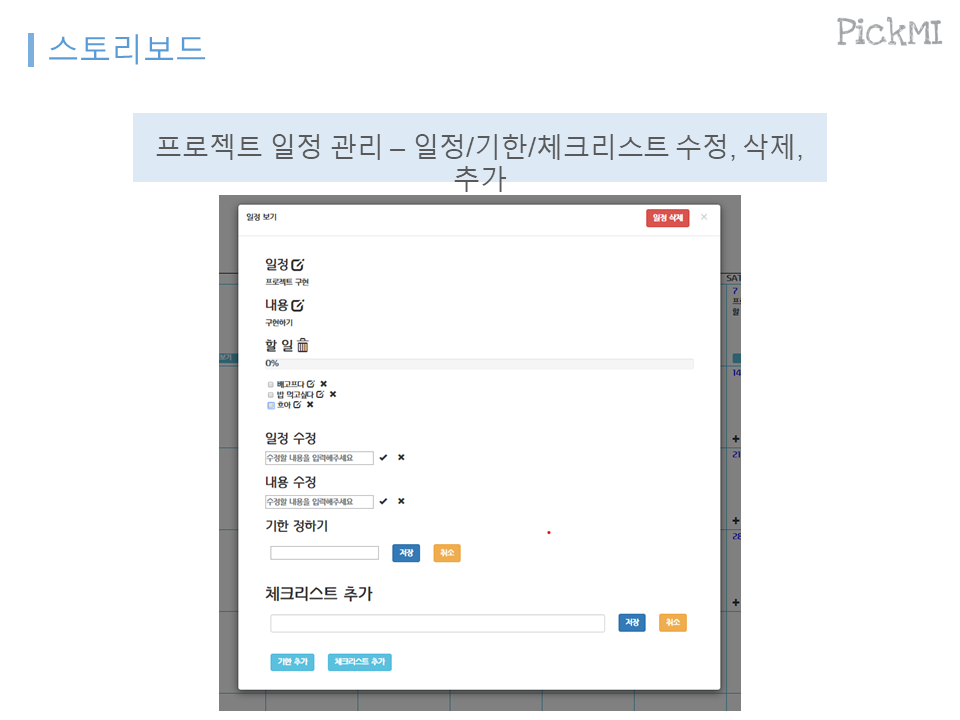 스토리보드
PickMI
프로젝트 일정 관리 – 일정/기한/체크리스트 수정, 삭제,
추가
일정 보기
일정 삭제
×
일정
프로젝트 구현
내용
구현하기
할 일
0%
배고프다
밥 먹고싶다
흐아
일정 수정
수정할 내용을 입력해주세요
내용 수정
수정할 내용을 입력해주세요
기한 정하기
저장 취소
체크리스트 추가
저장 취소
기한 추가 체크리스트 추가
SAT
7
14
21
28